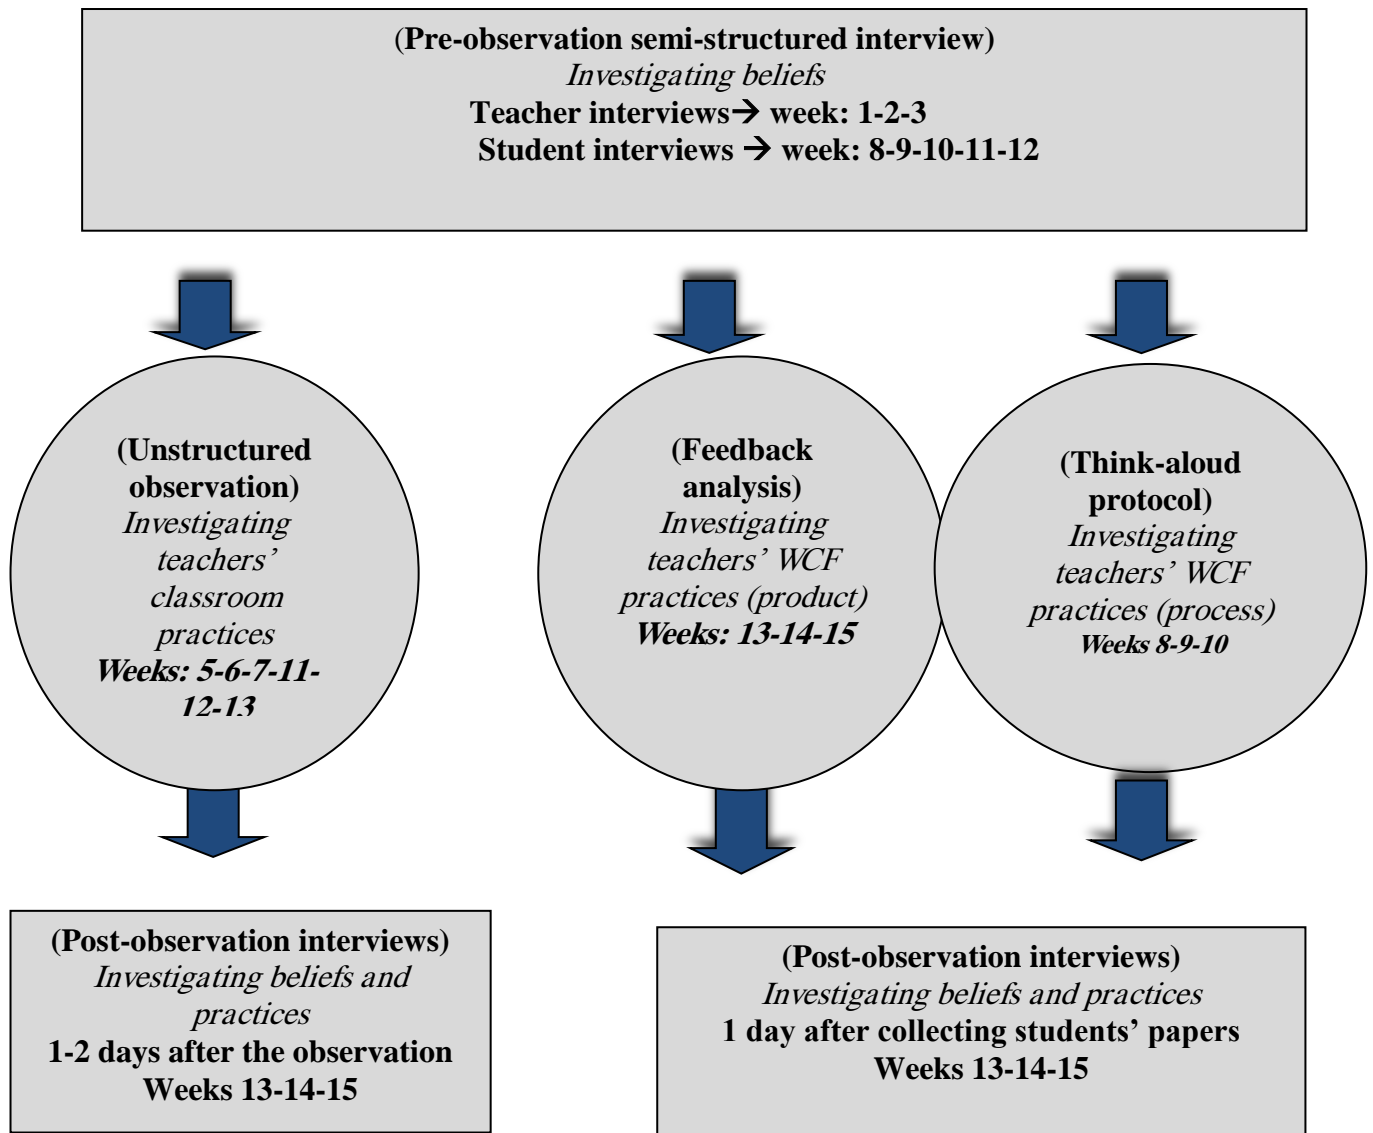 (Pre-observation semi-structured interview)
Investigating beliefs
Teacher interviews→ week: 1-2-3
Student interviews → week: 8-9-10-11-12
(Unstructured
observation)
Investigating
teachers’
classroom
practices
Weeks: 5-6-7-11-
12-13
(Feedback
analysis)
Investigating
teachers’ WCF
practices (product)
Weeks: 13-14-15
(Think-aloud
protocol)
Investigating
teachers’ WCF
practices (process)
Weeks 8-9-10
(Post-observation interviews)
Investigating beliefs and
practices
1-2 days after the observation
Weeks 13-14-15
(Post-observation interviews)
Investigating beliefs and practices
1 day after collecting students’ papers
Weeks 13-14-15